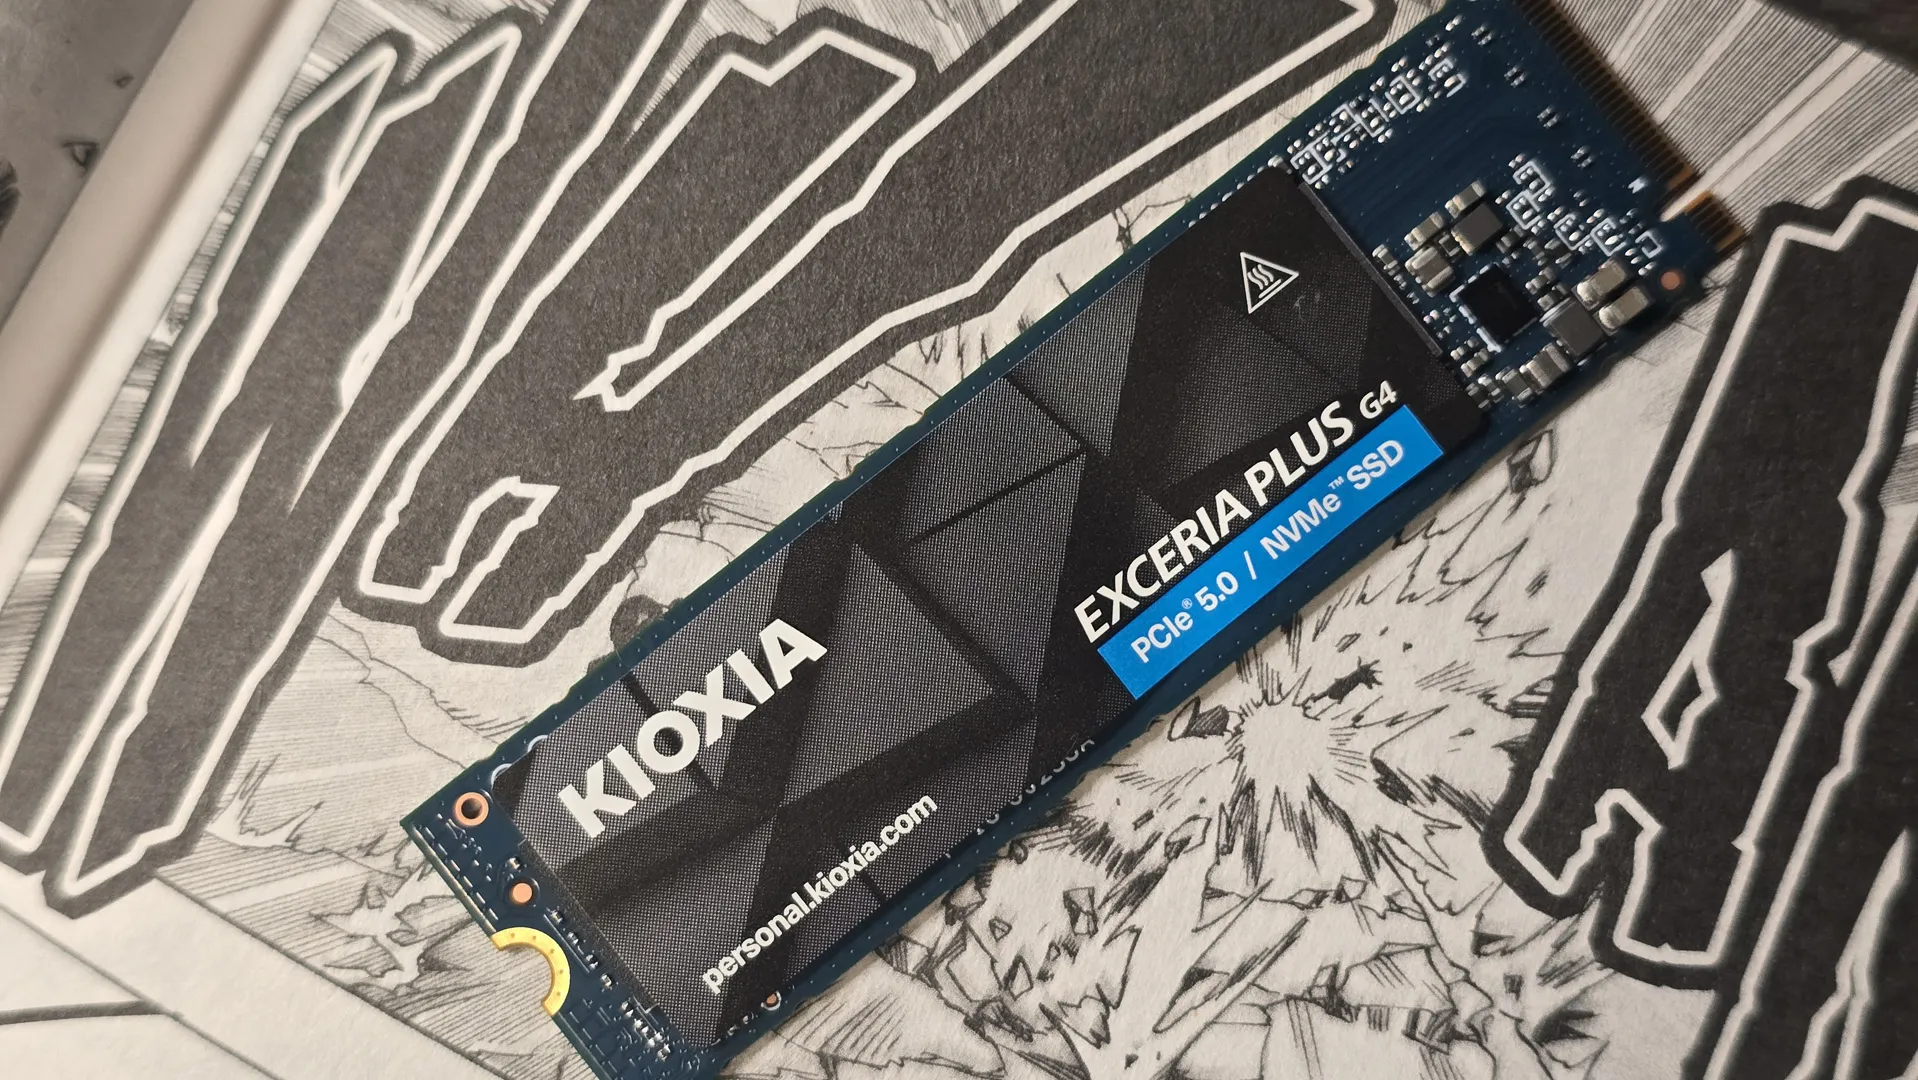 KIOXIA
personal.kioxia.com
EXCERIA PLUS G4
PCIe® 5.0 / NVMe™ SSD